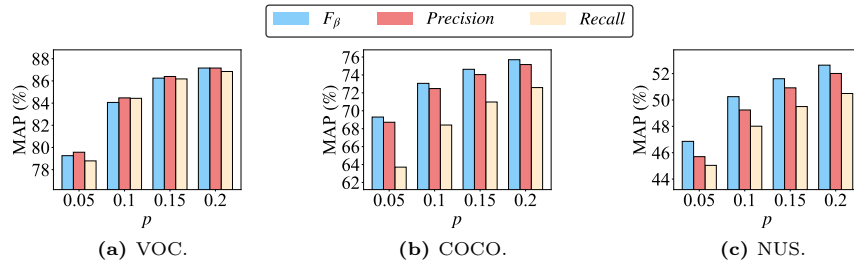 F_β Precision Recall
MAP (%)
88
86
84
82
80
78
0.05 0.1 0.15 0.2
p
(a) VOC.
MAP (%)
76
74
72
70
68
66
64
62
0.05 0.1 0.15 0.2
p
(b) COCO.
MAP (%)
52
50
48
46
44
0.05 0.1 0.15 0.2
p
(c) NUS.